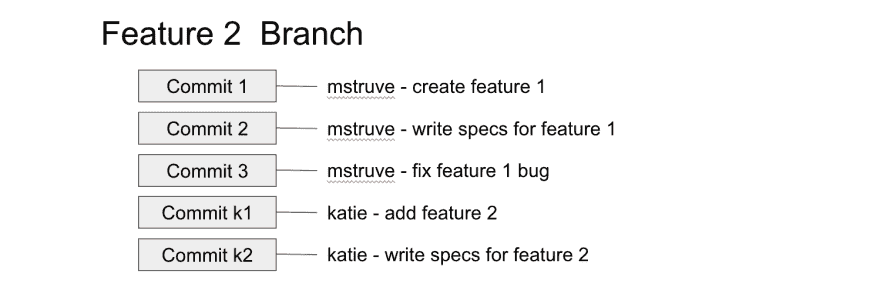 Feature 2 Branch
Commit 1 mstruve - create feature 1
Commit 2 mstruve - write specs for feature 1
Commit 3 mstruve - fix feature 1 bug
Commit k1 katie - add feature 2
Commit k2 katie - write specs for feature 2